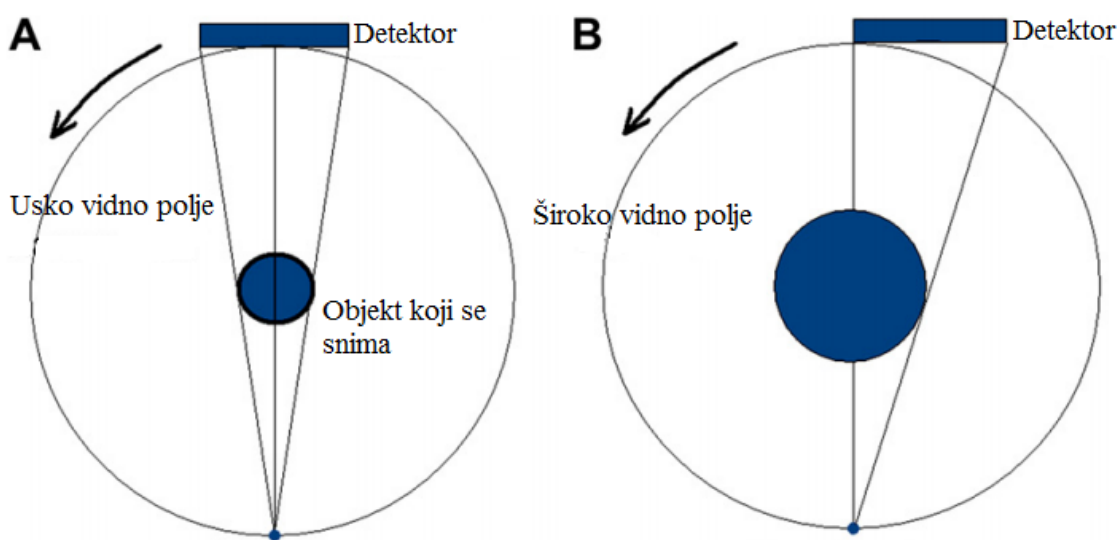 A
Detektor
Usko vidno polje
Objekt koji se
snima
B
Detektor
Široko vidno polje